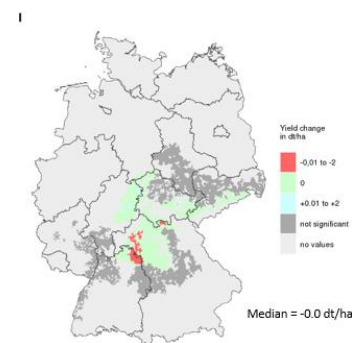 I
Yield change
in dt/ha
-0,01 to -2
0
+0.01 to +2
not significant
no values
Median = -0.0 dt/ha